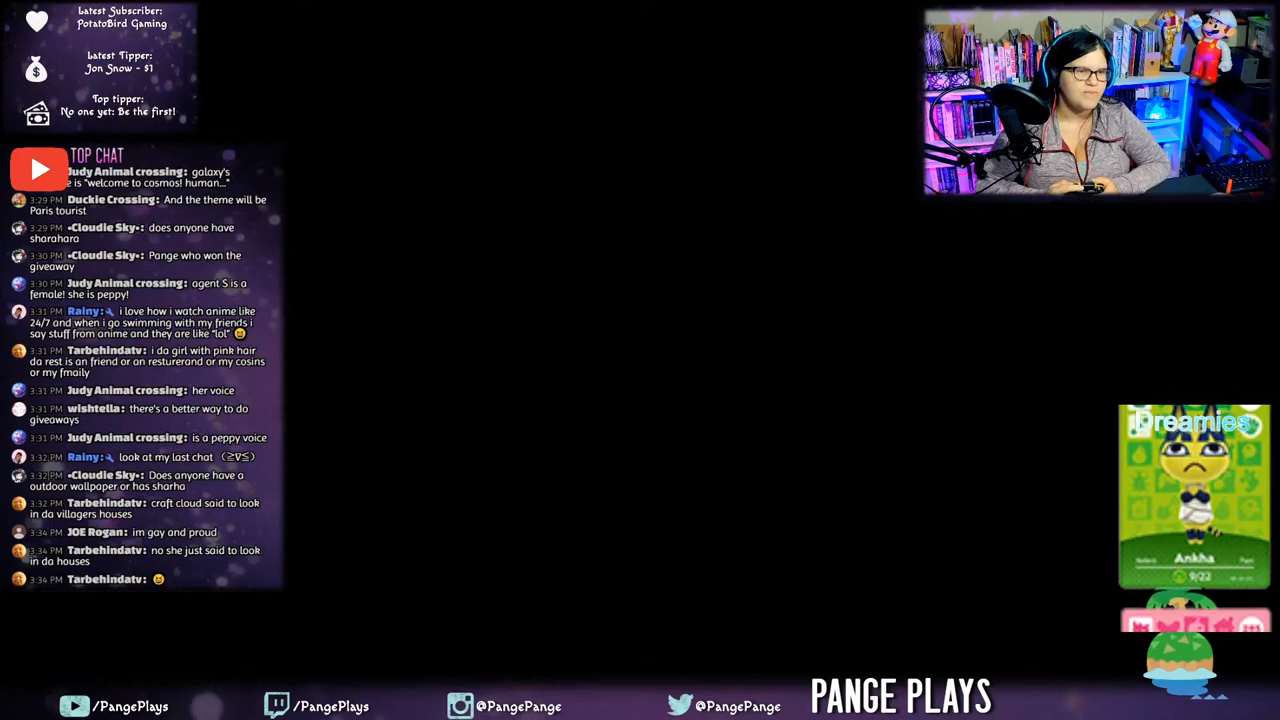 Latest Subscriber:
PotatoBird Gaming
Latest Tipper:
Jon Snow - $1
Top tipper:
No one yet: Be the first!
TOP CHAT
Judy Animal crossing: galaxy's
e is "welcome to cosmos! human..."
3:29 PM Duckie Crossing: And the theme will be
Paris tourist
3:29 PM •Cloudie Sky•: does anyone have
sharahara
3:30 PM •Cloudie Sky•: Pange who won the
giveaway
3:30 PM Judy Animal crossing: agent S is a
female! she is peppy!
3:31 PM Rainy: i love how i watch anime like
24/7 and when i go swimming with my friends i
say stuff from anime and they are like "lol" 😆
3:31 PM Tarbehindatv: i da girl with pink hair
da rest is an friend or an resturerand or my cosins
or my fmaily
3:31 PM Judy Animal crossing: her voice
3:31 PM wishtella: there's a better way to do
giveaways
3:31 PM Judy Animal crossing: is a peppy voice
3:32 PM Rainy: look at my last chat (≧∇≦)
3:32 PM •Cloudie Sky•: Does anyone have a
outdoor wallpaper or has sharha
3:32 PM Tarbehindatv: craft cloud said to look
in da villagers houses
3:34 PM JOE Rogan: im gay and proud
3:34 PM Tarbehindatv: no she just said to look
in da houses
3:34 PM Tarbehindatv: 😆
Dreamies
Ankha
9/22
/PangePlays
/PangePlays
@PangePange
@PangePange
PANGE PLAYS